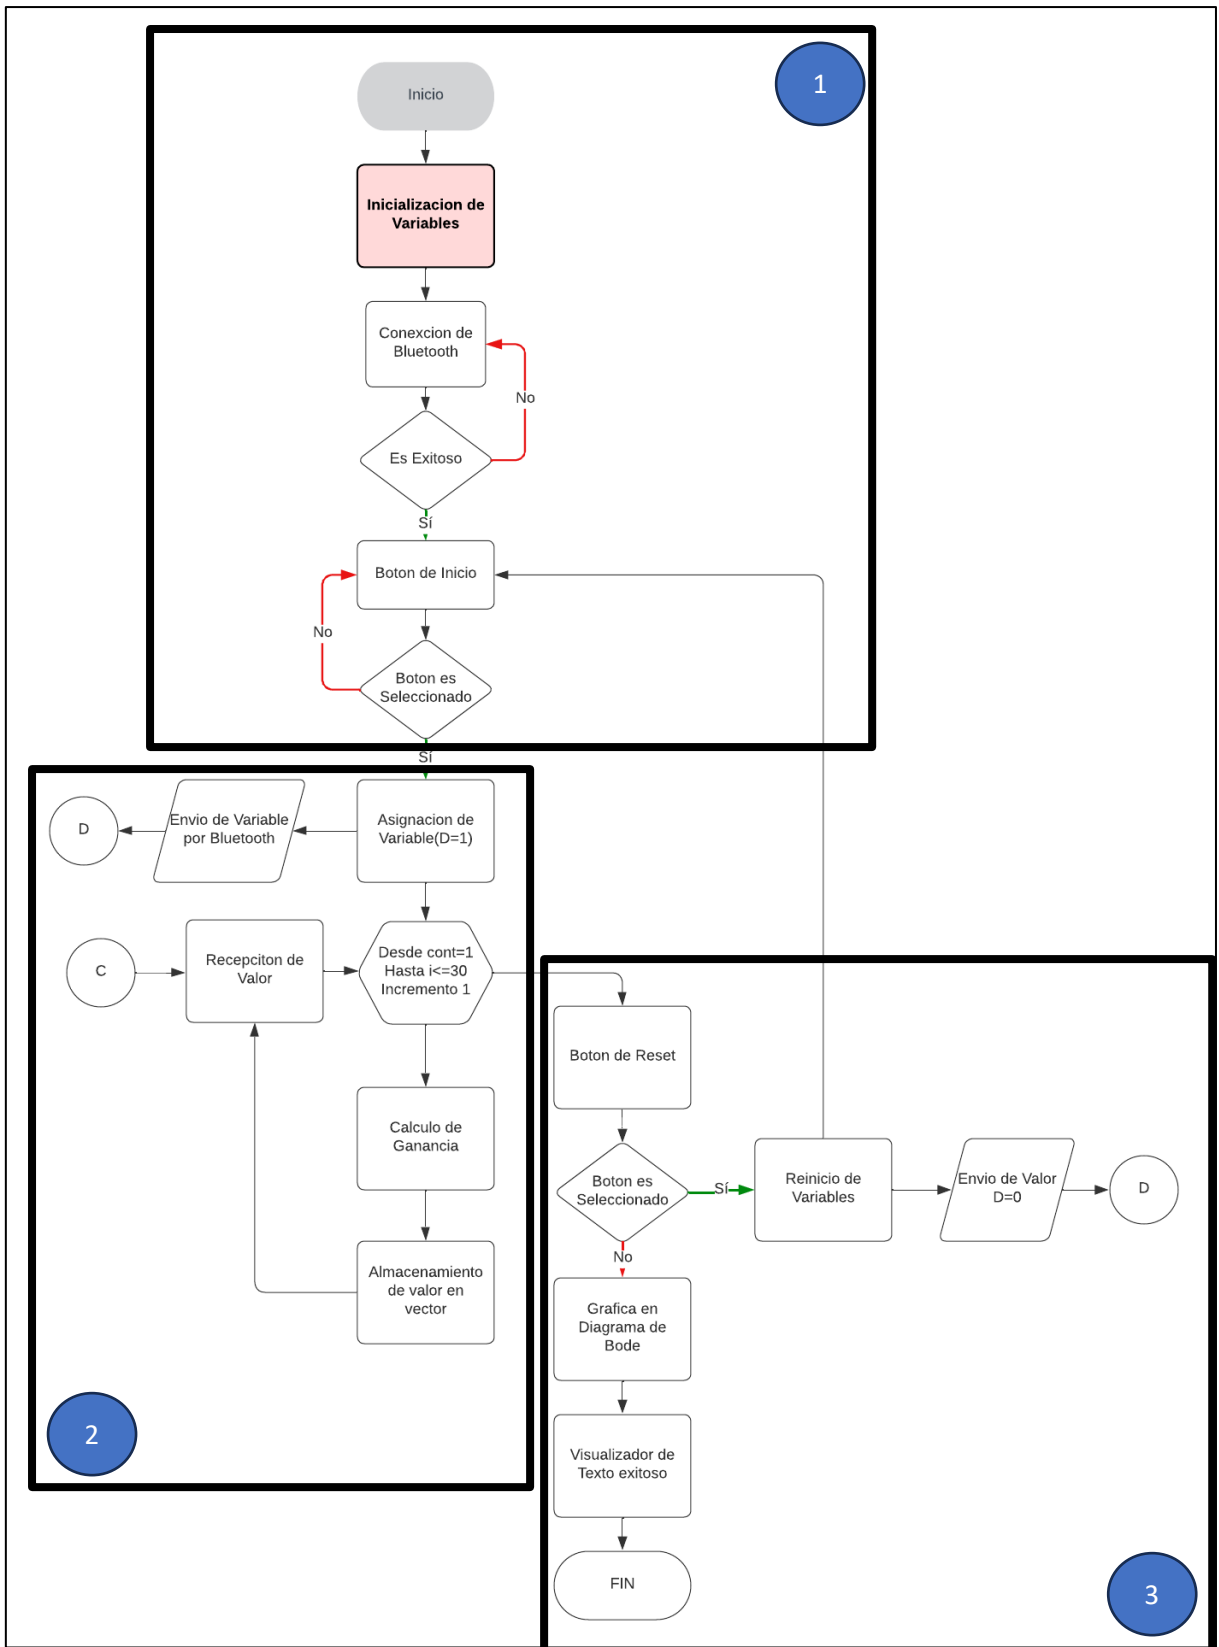 1
Inicio
Inicializacion de
Variables
Conexcion de
Bluetooth
No
Es Exitoso
Sí
Boton de Inicio
No
Boton es
Seleccionado
Sí
D
Envio de Variable
por Bluetooth
Asignacion de
Variable(D=1)
C
Recepciton de
Valor
Desde cont=1
Hasta i<=30
Incremento 1
Calculo de
Ganancia
Almacenamiento
de valor en
vector
2
Boton de Reset
Boton es
Seleccionado
Sí
Reinicio de
Variables
Envio de Valor
D=0
D
No
Grafica en
Diagrama de
Bode
Visualizador de
Texto exitoso
FIN
3